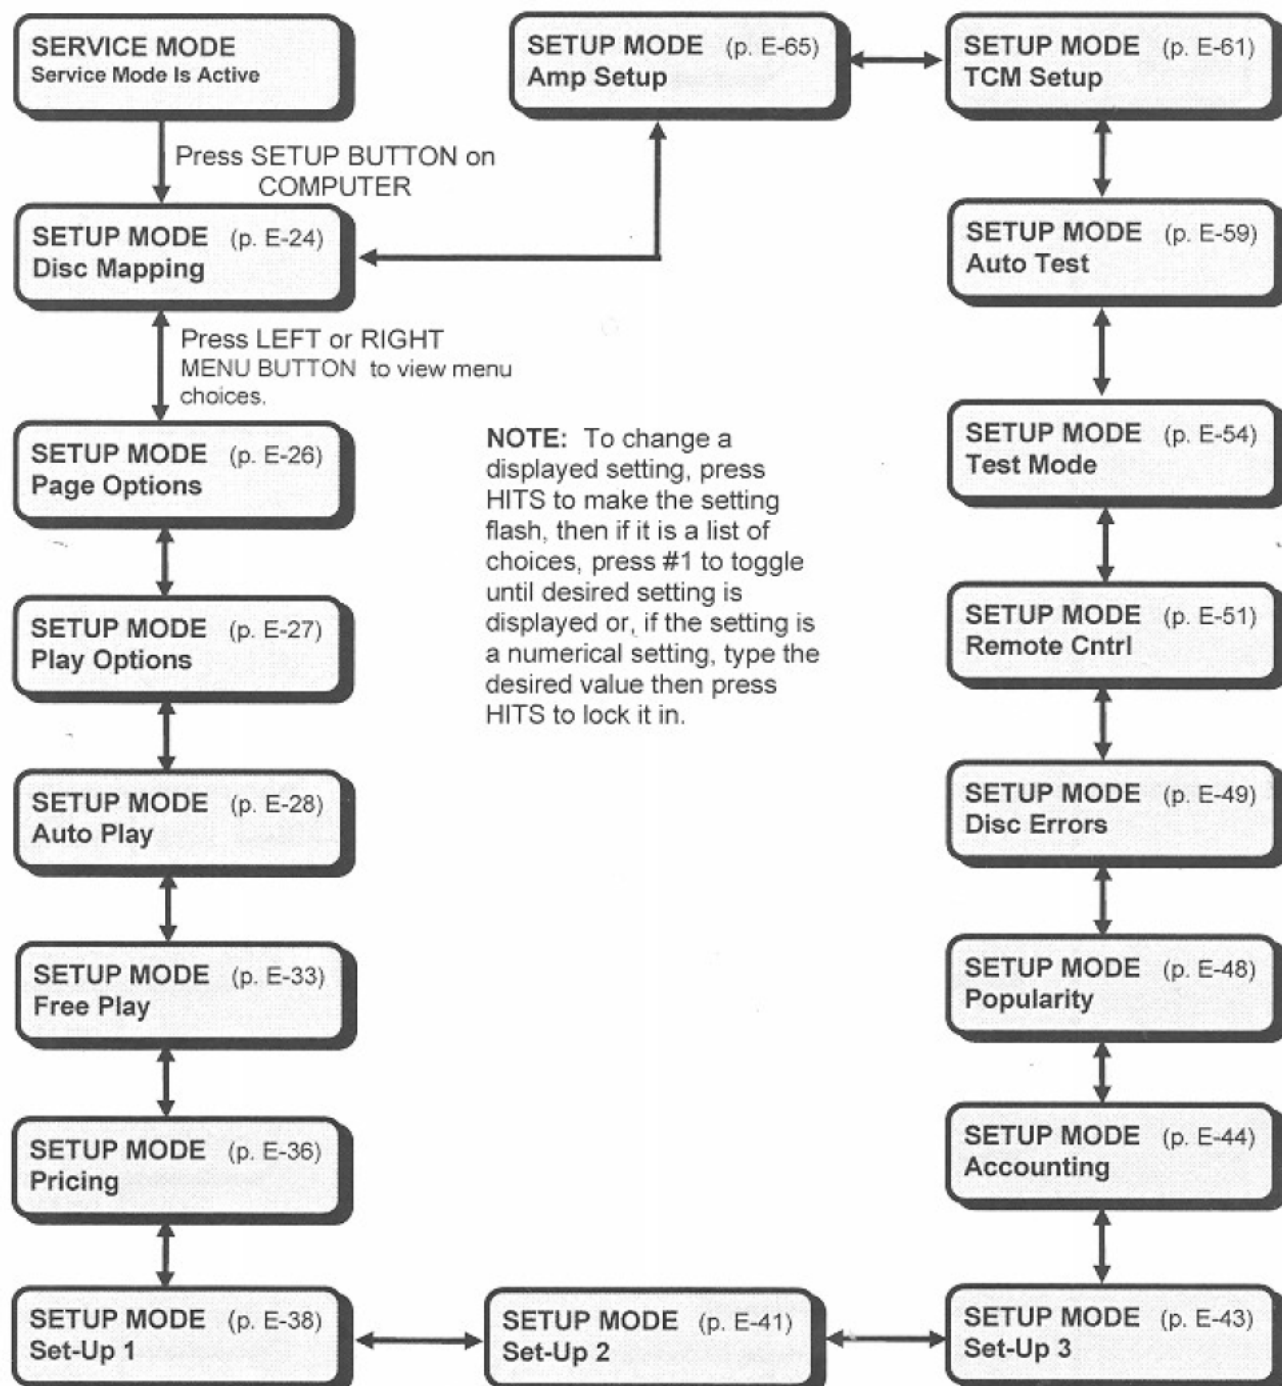 SERVICE MODE
Service Mode Is Active
SETUP MODE (p. E-65)
Amp Setup
SETUP MODE (p. E-61)
TCM Setup
Press SETUP BUTTON on
COMPUTER
SETUP MODE (p. E-24)
Disc Mapping
SETUP MODE (p. E-59)
Auto Test
Press LEFT or RIGHT
MENU BUTTON to view menu
choices.
SETUP MODE (p. E-26)
Page Options
NOTE: To change a
displayed setting, press
HITS to make the setting
flash, then if it is a list of
choices, press #1 to toggle
until desired setting is
displayed or, if the setting is
a numerical setting, type the
desired value then press
HITS to lock it in.
SETUP MODE (p. E-54)
Test Mode
SETUP MODE (p. E-27)
Play Options
SETUP MODE (p. E-51)
Remote Cntrl
SETUP MODE (p. E-28)
Auto Play
SETUP MODE (p. E-49)
Disc Errors
SETUP MODE (p. E-33)
Free Play
SETUP MODE (p. E-48)
Popularity
SETUP MODE (p. E-36)
Pricing
SETUP MODE (p. E-44)
Accounting
SETUP MODE (p. E-38)
Set-Up 1
SETUP MODE (p. E-41)
Set-Up 2
SETUP MODE (p. E-43)
Set-Up 3